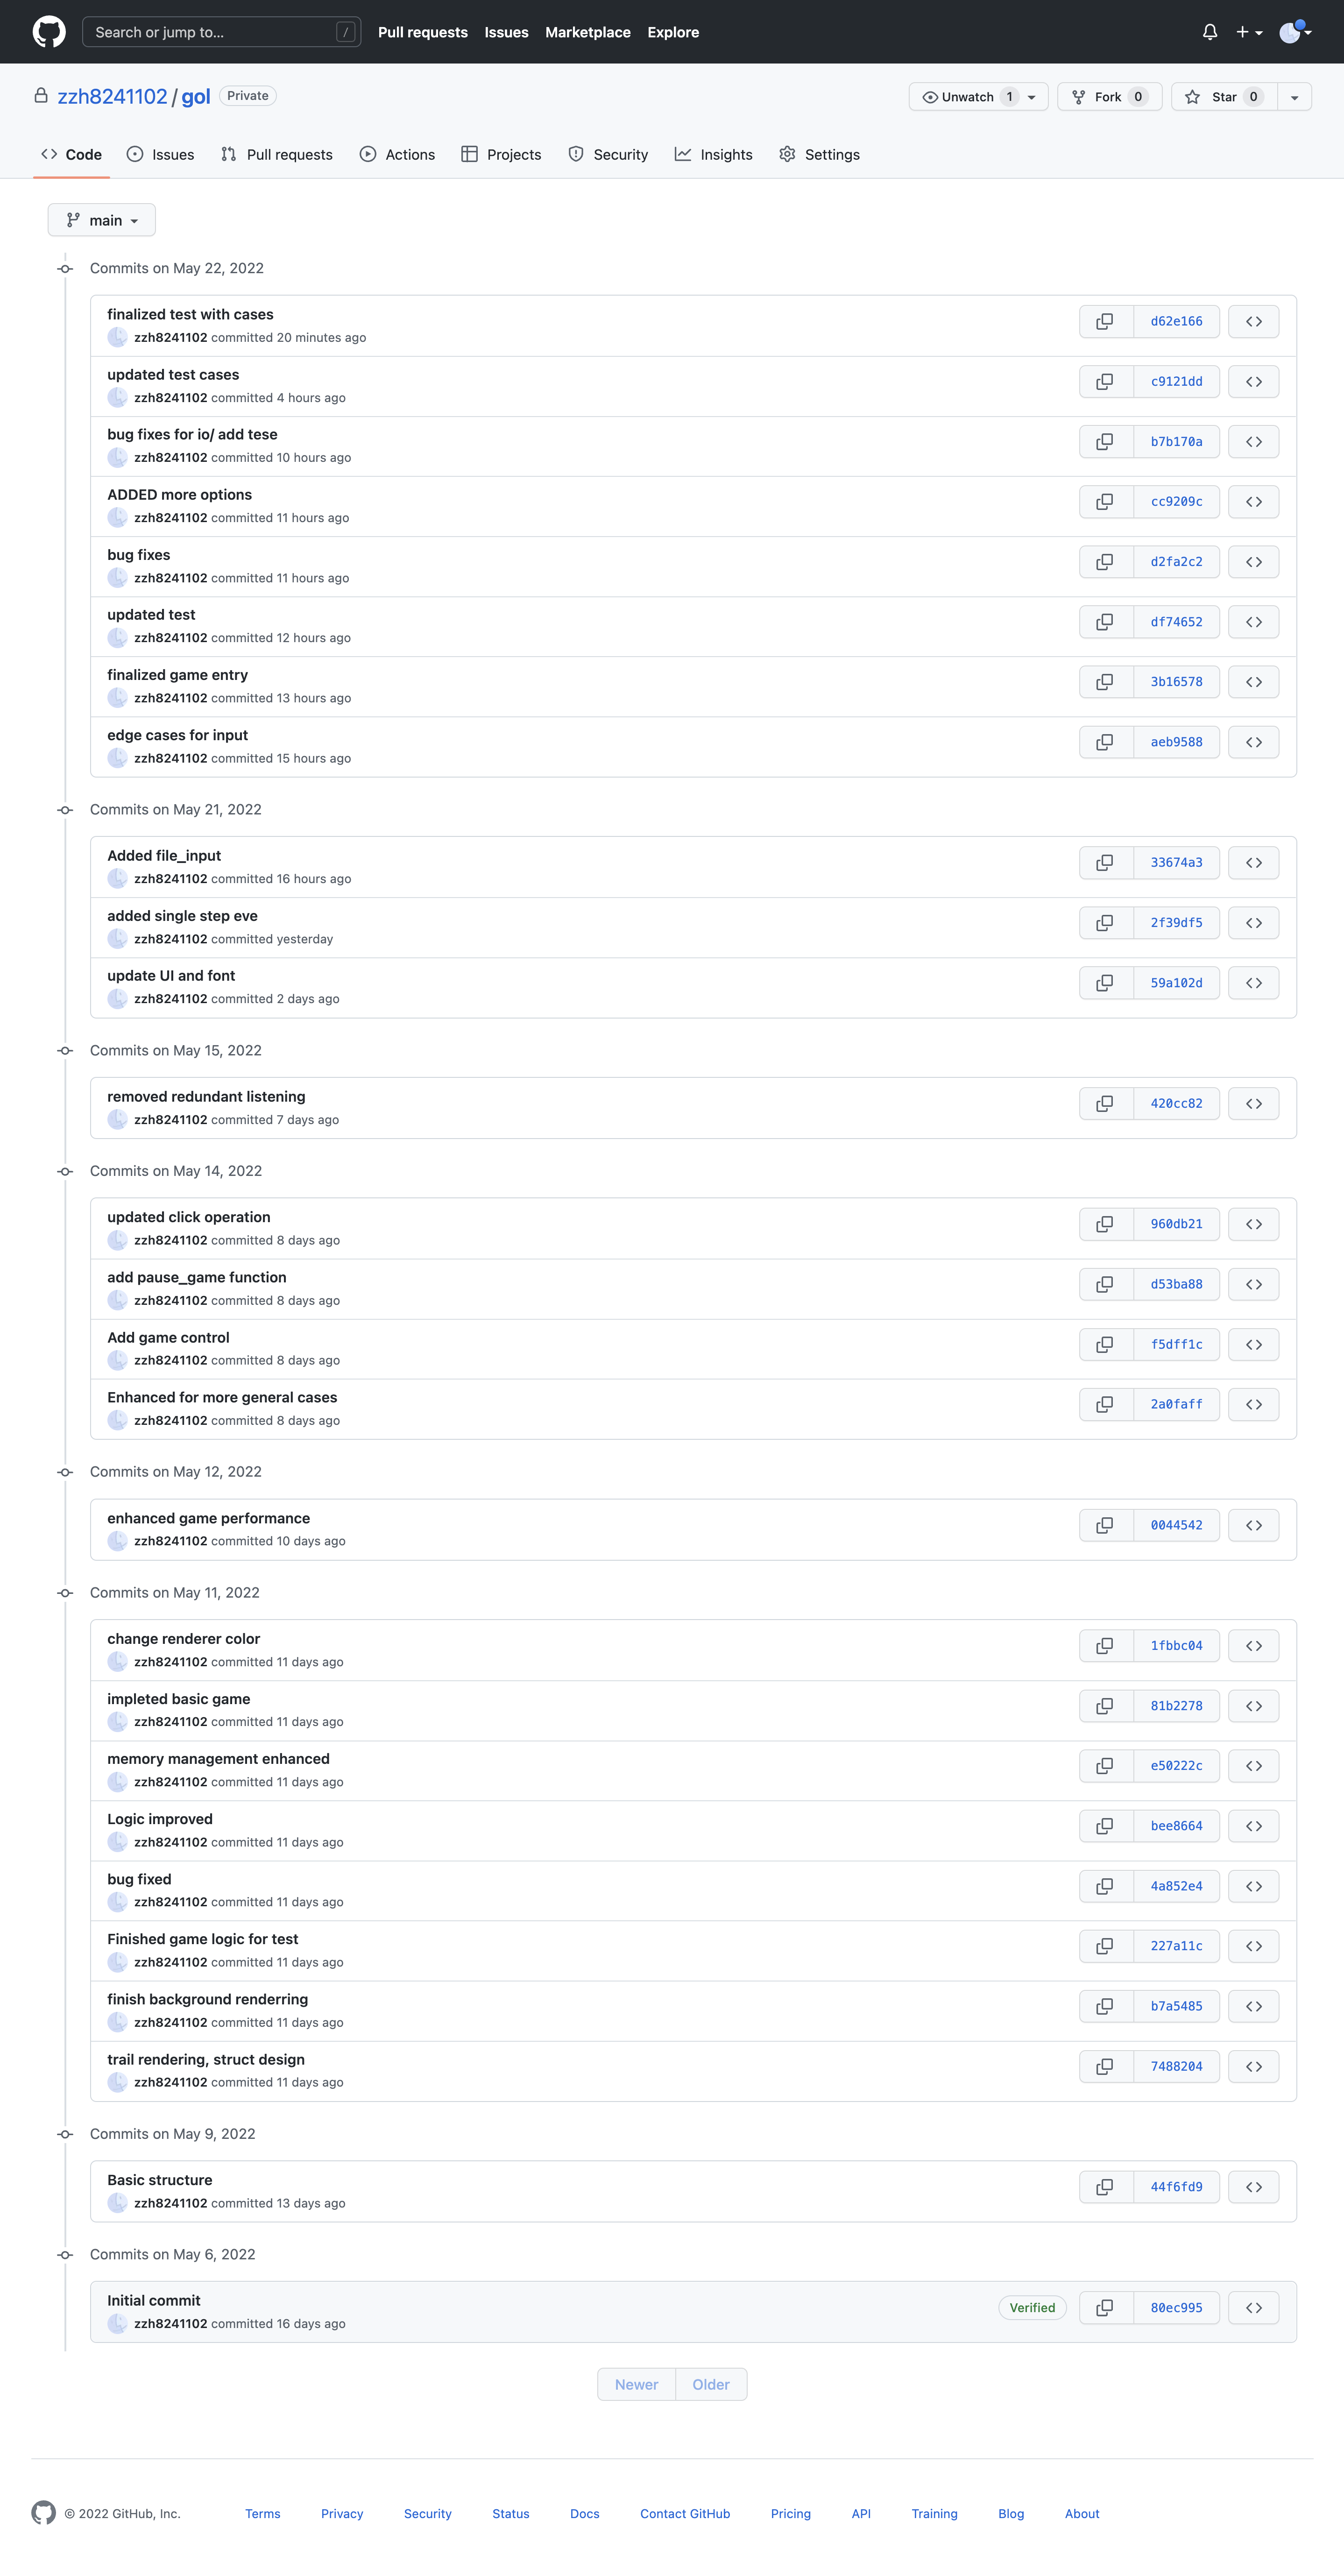 Search or jump to... /
Pull requests Issues Marketplace Explore
zzh8241102 / gol Private
Unwatch 1 Fork 0 Star 0
Code Issues Pull requests Actions Projects Security Insights Settings
main
Commits on May 22, 2022
finalized test with cases
zzh8241102 committed 20 minutes ago
d62e166
updated test cases
zzh8241102 committed 4 hours ago
c9121dd
bug fixes for io/ add tese
zzh8241102 committed 10 hours ago
b7b170a
ADDED more options
zzh8241102 committed 11 hours ago
cc9209c
bug fixes
zzh8241102 committed 11 hours ago
d2fa2c2
updated test
zzh8241102 committed 12 hours ago
df74652
finalized game entry
zzh8241102 committed 13 hours ago
3b16578
edge cases for input
zzh8241102 committed 15 hours ago
aeb9588
Commits on May 21, 2022
Added file_input
zzh8241102 committed 16 hours ago
33674a3
added single step eve
zzh8241102 committed yesterday
2f39df5
update UI and font
zzh8241102 committed 2 days ago
59a102d
Commits on May 15, 2022
removed redundant listening
zzh8241102 committed 7 days ago
420cc82
Commits on May 14, 2022
updated click operation
zzh8241102 committed 8 days ago
960db21
add pause_game function
zzh8241102 committed 8 days ago
d53ba88
Add game control
zzh8241102 committed 8 days ago
f5dff1c
Enhanced for more general cases
zzh8241102 committed 8 days ago
2a0faff
Commits on May 12, 2022
enhanced game performance
zzh8241102 committed 10 days ago
0044542
Commits on May 11, 2022
change renderer color
zzh8241102 committed 11 days ago
1fbbc04
impleted basic game
zzh8241102 committed 11 days ago
81b2278
memory management enhanced
zzh8241102 committed 11 days ago
e50222c
Logic improved
zzh8241102 committed 11 days ago
bee8664
bug fixed
zzh8241102 committed 11 days ago
4a852e4
Finished game logic for test
zzh8241102 committed 11 days ago
227a11c
finish background renderring
zzh8241102 committed 11 days ago
b7a5485
trail rendering, struct design
zzh8241102 committed 11 days ago
7488204
Commits on May 9, 2022
Basic structure
zzh8241102 committed 13 days ago
44f6fd9
Commits on May 6, 2022
Initial commit
zzh8241102 committed 16 days ago
Verified 80ec995
Newer Older
© 2022 GitHub, Inc. Terms Privacy Security Status Docs Contact GitHub Pricing API Training Blog About